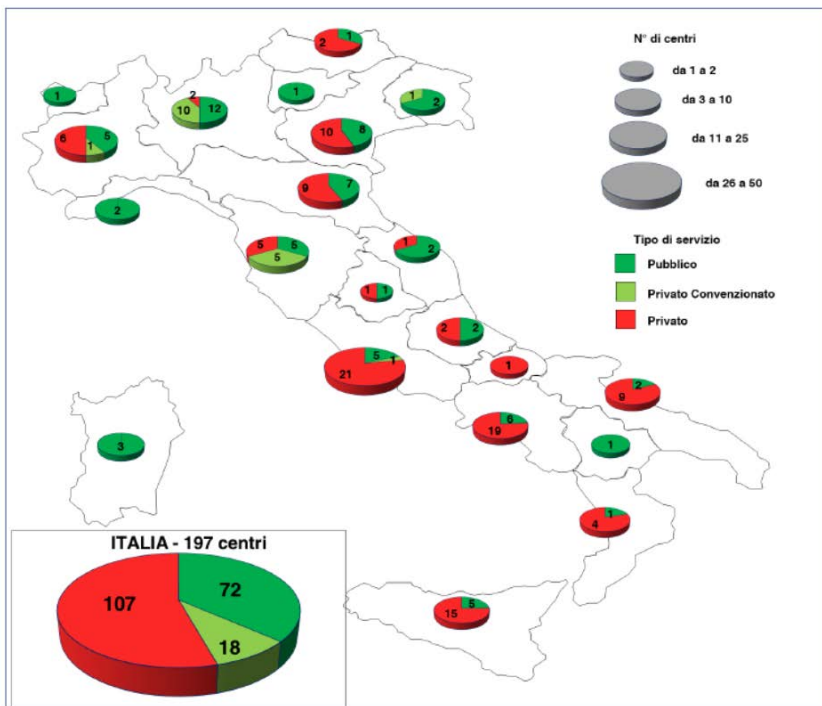 N° di centri
da 1 a 2
da 3 a 10
da 11 a 25
da 26 a 50
Tipo di servizio
Pubblico
Privato Convenzionato
Privato
2 1
1
2 10 12
1
1 2
6 5 1
10 8
9 7
2
5 5 5
1 2
1 1
2 2
21 5 1
1
2 9
6 19
1
3
1 4
5 15
ITALIA - 197 centri
107 72 18